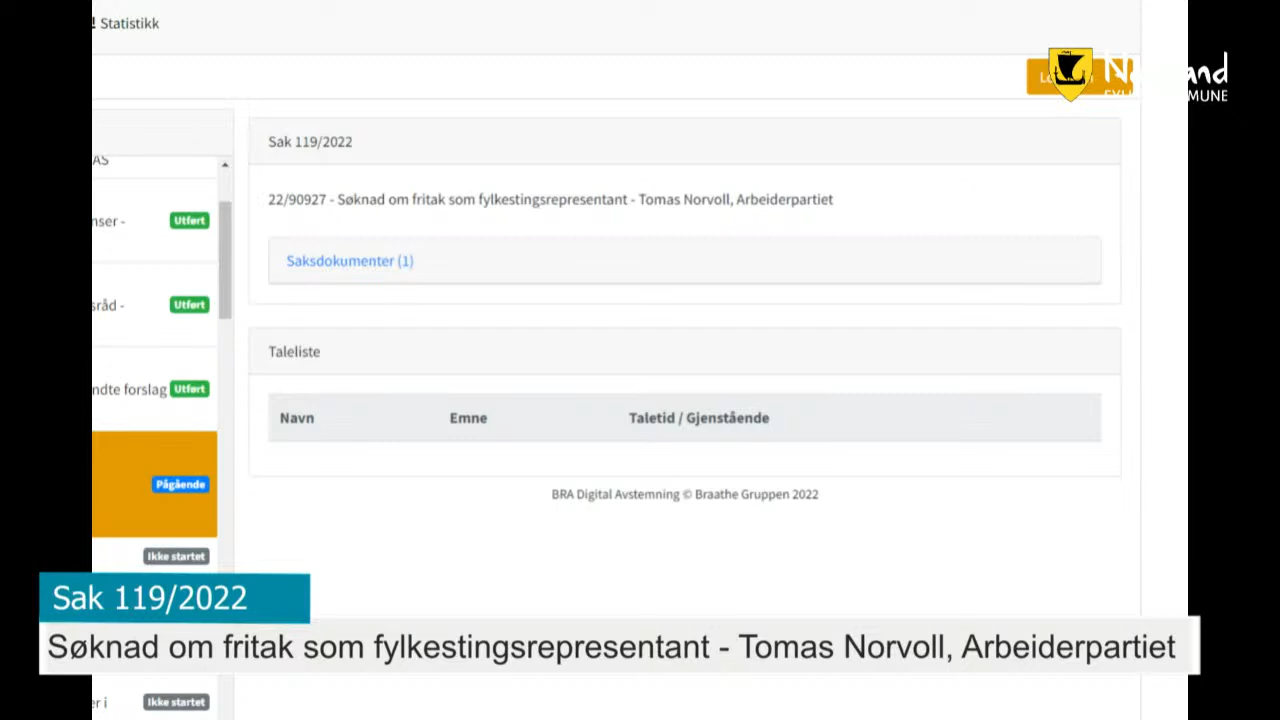 Statistikk
Sak 119/2022
AS
22/90927 - Søknad om fritak som fylkestingsrepresentant - Tomas Norvoll, Arbeiderpartiet
nser -
Utført
Saksdokumenter (1)
sråd -
Utført
Taleliste
ndte forslag
Utført
Navn
Emne
Taletid / Gjenstående
Pågående
BRA Digital Avstemning © Braathe Gruppen 2022
Ikke startet
Sak 119/2022
Søknad om fritak som fylkestingsrepresentant - Tomas Norvoll, Arbeiderpartiet
er i
Ikke startet